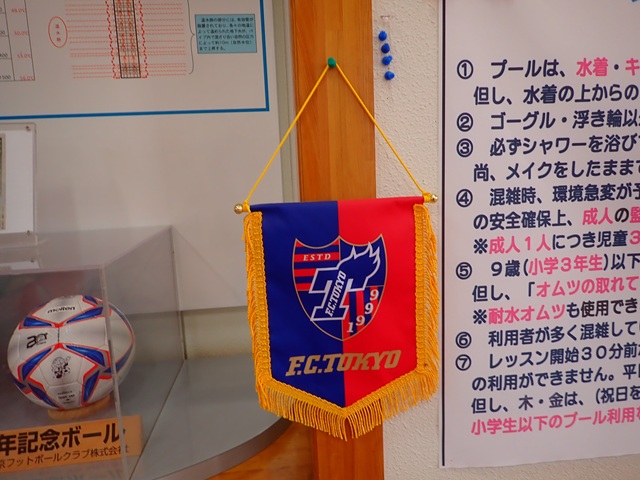 ESTD
F.C.TOKYO
1999
F.C.TOKYO
molten
年記念ボール
京フットボールクラブ株式会社
① プールは、水着・キ
但し、水着の上からの
② ゴーグル・浮き輪以
③ 必ずシャワーを浴び
尚、メイクをしたまま
④ 混雑時、環境急変が
の安全確保上、成人の
※成人1人につき児童3
⑤ 9歳(小学3年生)以下
但し、「オムツの取れて
※耐水オムツも使用でき
⑥ 利用者が多く混雑して
⑦ レッスン開始30分前
の利用ができません。平
但し、木・金は、(祝日を
小学生以下のプール利用